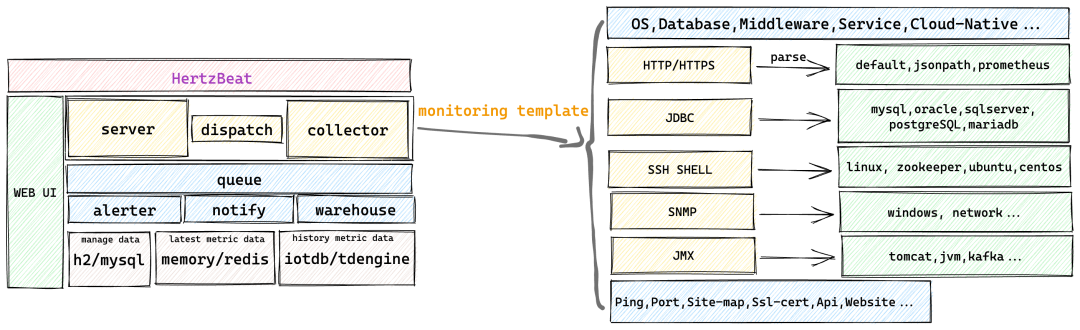 HertzBeat
WEB UI
server
dispatch
collector
queue
alerter
notify
warehouse
manage data
h2/mysql
latest metric data
memory/redis
history metric data
iotdb/tdengine
monitoring template
OS,Database,Middleware,Service,Cloud-Native...
HTTP/HTTPS
parse
default,jsonpath,prometheus
JDBC
mysql,oracle,sqlserver,
postgreSQL,mariadb
SSH SHELL
linux, zookeeper,ubuntu,centos
SNMP
windows, network...
JMX
tomcat,jvm,kafka...
Ping,Port,Site-map,Ssl-cert,Api,Website...